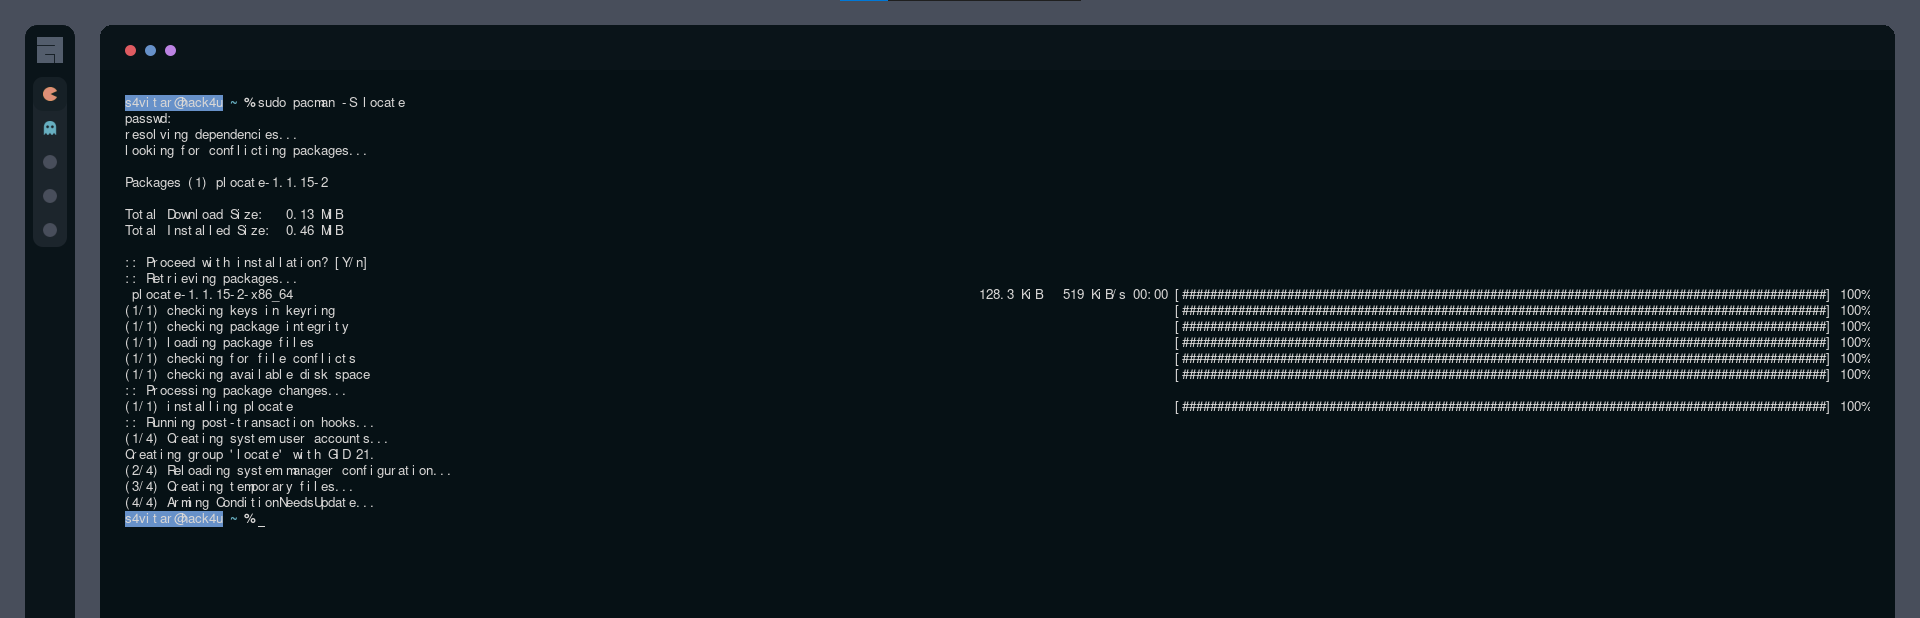 s4vitar@hack4u ~ % sudo pacman -S locate
passwd:
resolving dependencies...
looking for conflicting packages...
Packages (1) plocate-1.1.15-2
Total Download Size:   0.13 MiB
Total Installed Size:  0.46 MiB
:: Proceed with installation? [Y/n]
:: Retrieving packages...
 plocate-1.1.15-2-x86_64 128.3 KiB   519 KiB/s 00:00 [############################################################################################] 100%
(1/1) checking keys in keyring [############################################################################################] 100%
(1/1) checking package integrity [############################################################################################] 100%
(1/1) loading package files [############################################################################################] 100%
(1/1) checking for file conflicts [############################################################################################] 100%
(1/1) checking available disk space [############################################################################################] 100%
:: Processing package changes...
(1/1) installing plocate [############################################################################################] 100%
:: Running post-transaction hooks...
(1/4) Creating system user accounts...
Creating group 'locate' with GID 21.
(2/4) Reloading system manager configuration...
(3/4) Creating temporary files...
(4/4) Arming ConditionNeedsUpdate...
s4vitar@hack4u ~ % _